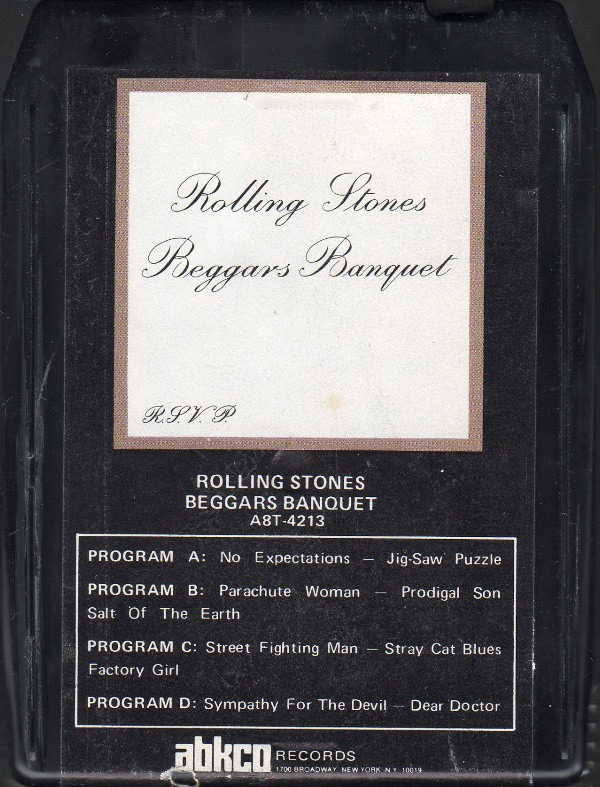 Rolling Stones
Beggars Banquet
R.S.V.P.
ROLLING STONES
BEGGARS BANQUET
A8T-4213
PROGRAM A: No Expectations — Jig-Saw Puzzle
PROGRAM B: Parachute Woman — Prodigal Son
Salt Of The Earth
PROGRAM C: Street Fighting Man — Stray Cat Blues
Factory Girl
PROGRAM D: Sympathy For The Devil — Dear Doctor
abkco RECORDS
1700 BROADWAY NEW YORK N.Y. 10019